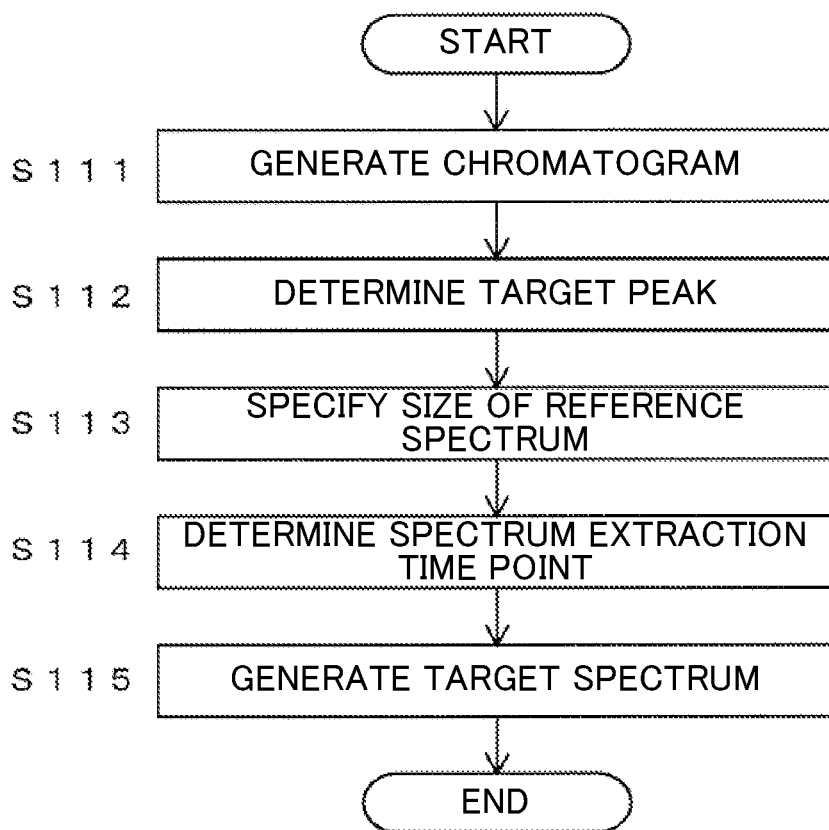 START
S111 GENERATE CHROMATOGRAM
S112 DETERMINE TARGET PEAK
S113 SPECIFY SIZE OF REFERENCE
SPECTRUM
S114 DETERMINE SPECTRUM EXTRACTION
TIME POINT
S115 GENERATE TARGET SPECTRUM
END